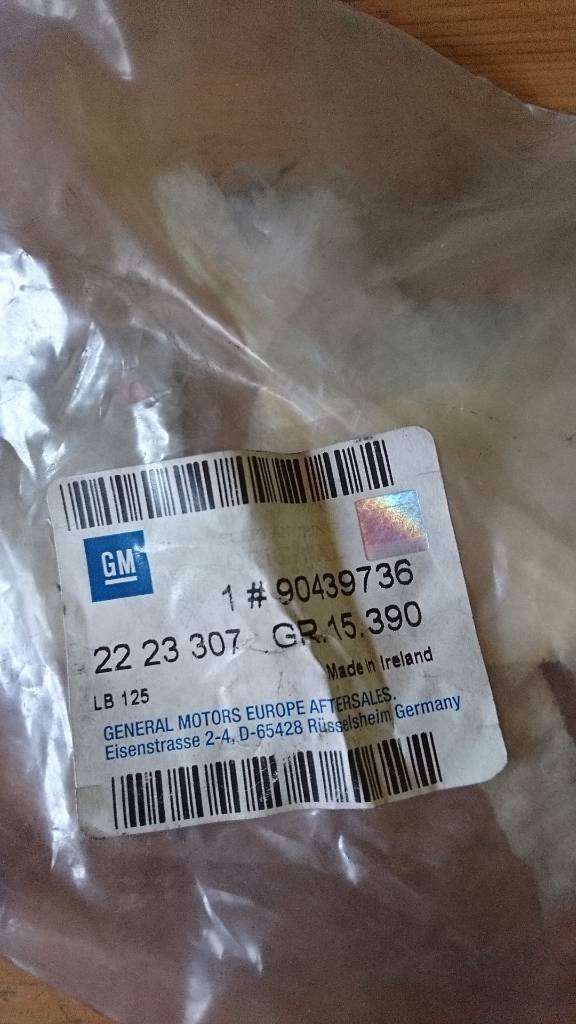 GM
1 # 90439736
22 23 307 GR.15.390
Made in Ireland
LB 125
GENERAL MOTORS EUROPE AFTERSALES.
Eisenstrasse 2-4, D-65428 Rüsselsheim Germany